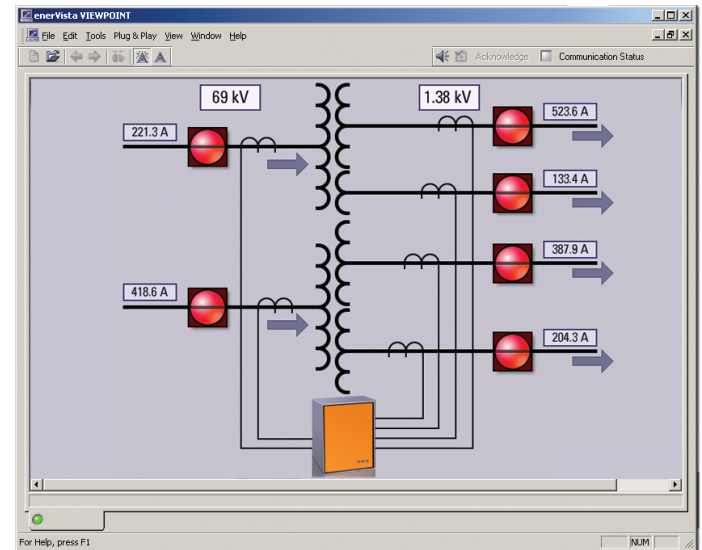 enerVista VIEWPOINT
File Edit Tools Plug & Play View Window Help
Acknowledge Communication Status
69 kV
1.38 kV
523.6 A
221.3 A
133.4 A
387.9 A
418.6 A
204.3 A
For Help, press F1
NUM